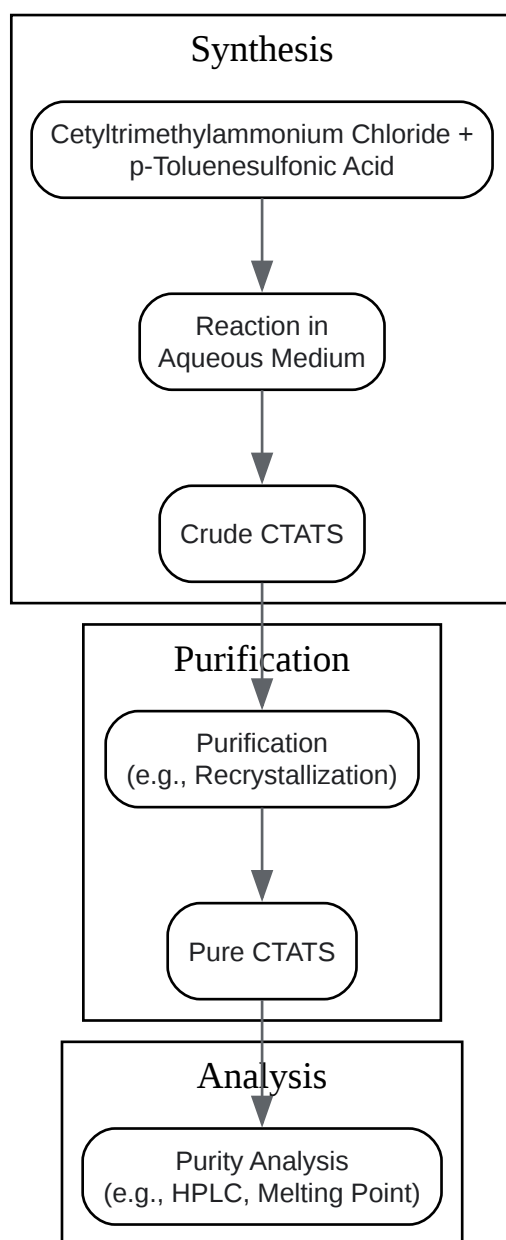 Synthesis
Cetyltrimethylammonium Chloride +
p-Toluenesulfonic Acid
Reaction in
Aqueous Medium
Crude CTATS
Purification
Purification
(e.g., Recrystallization)
Pure CTATS
Analysis
Purity Analysis
(e.g., HPLC, Melting Point)